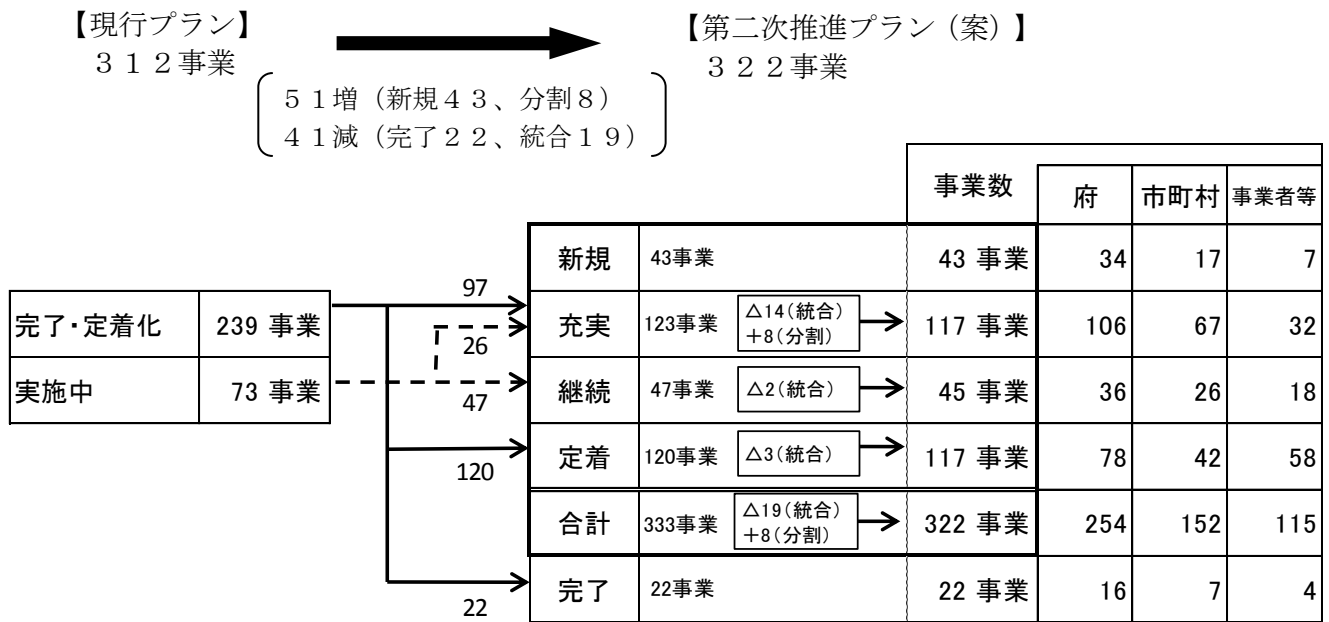 【現行プラン】
３１２事業
【第二次推進プラン（案）】
３２２事業
５１増（新規４３、分割８）
４１減（完了２２、統合１９）
事業数
府
市町村
事業者等
新規
43事業
43 事業
34
17
7
97
完了・定着化
239 事業
充実
123事業
△14（統合）
＋8（分割）
117 事業
106
67
32
26
実施中
73 事業
継続
47事業
△2（統合）
45 事業
36
26
18
47
定着
120事業
△3（統合）
117 事業
78
42
58
120
合計
333事業
△19（統合）
＋8（分割）
322 事業
254
152
115
完了
22事業
22 事業
16
7
4
22